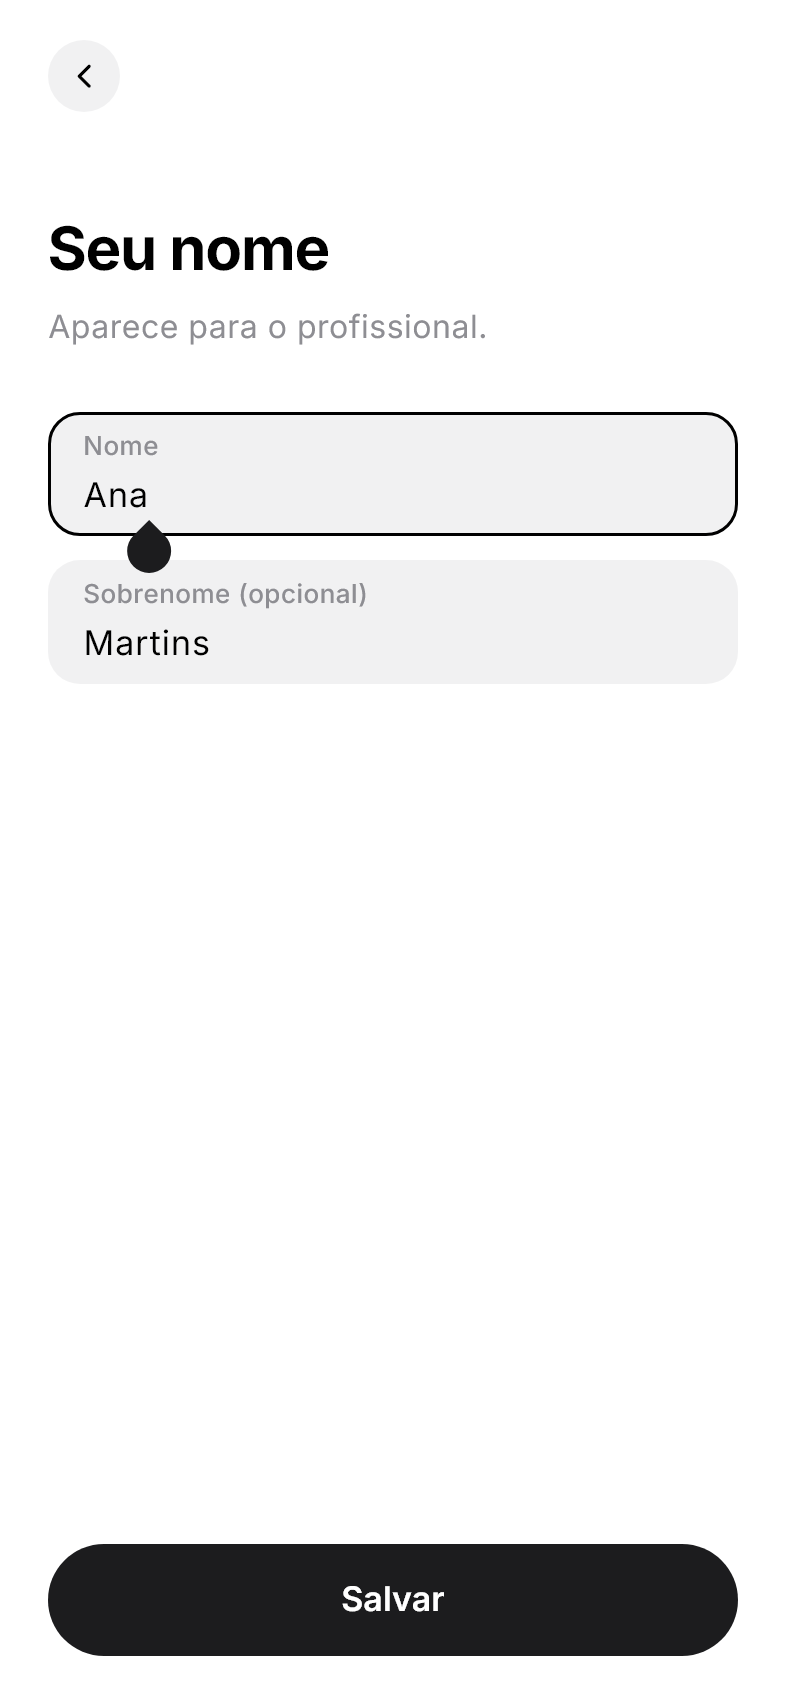 Seu nome
Aparece para o profissional.
Nome
Ana
Sobrenome (opcional)
Martins
Salvar